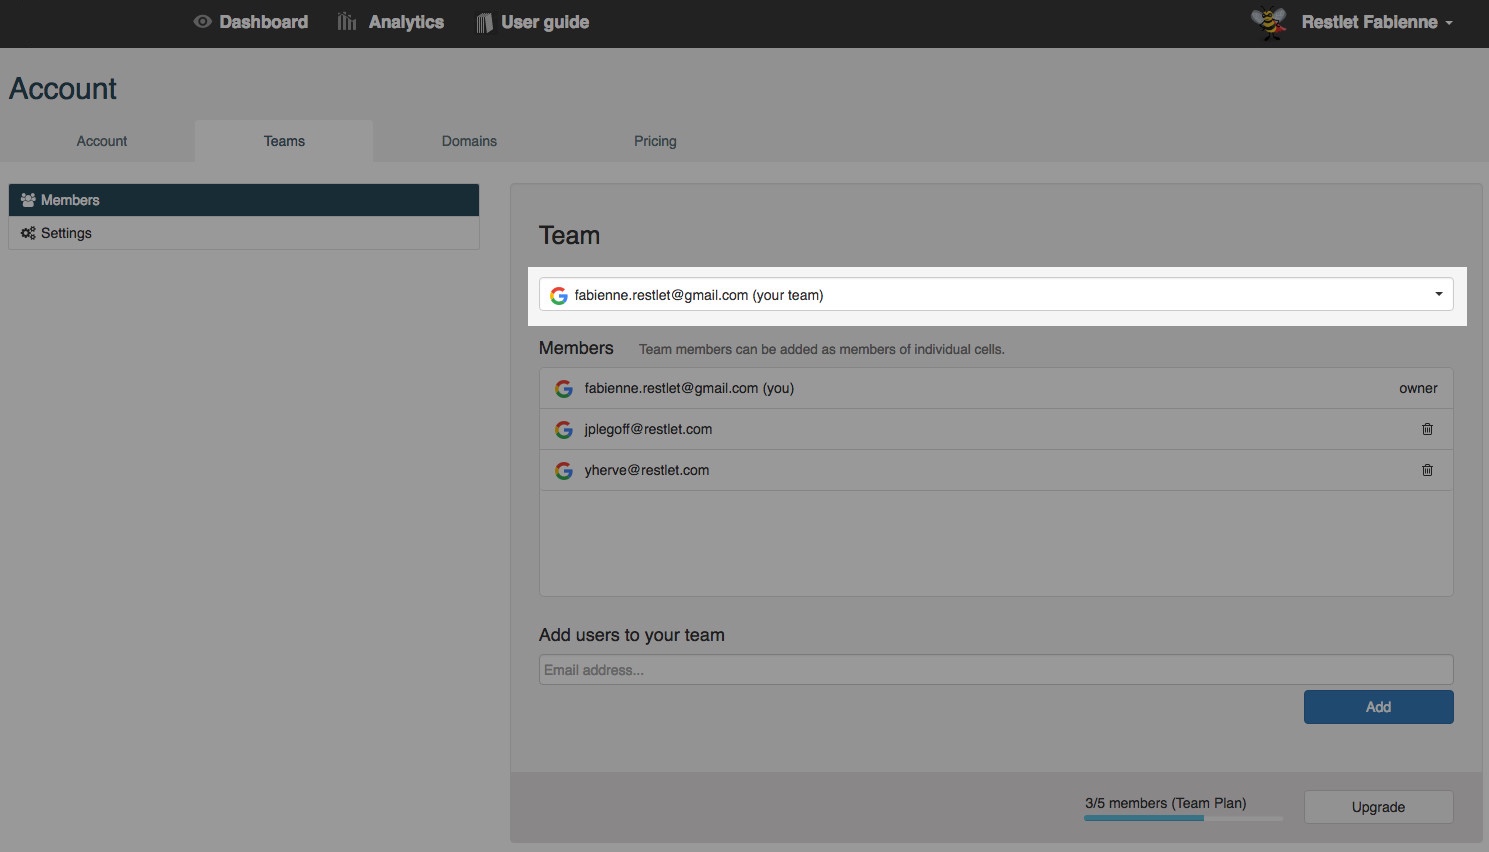 Dashboard Analytics User guide Restlet Fabienne
Account
Account Teams Domains Pricing
Members
Settings
Team
fabienne.restlet@gmail.com (your team)
Members Team members can be added as members of individual cells.
fabienne.restlet@gmail.com (you) owner
jplegoff@restlet.com
yherve@restlet.com
Add users to your team
Email address...
Add
3/5 members (Team Plan) Upgrade